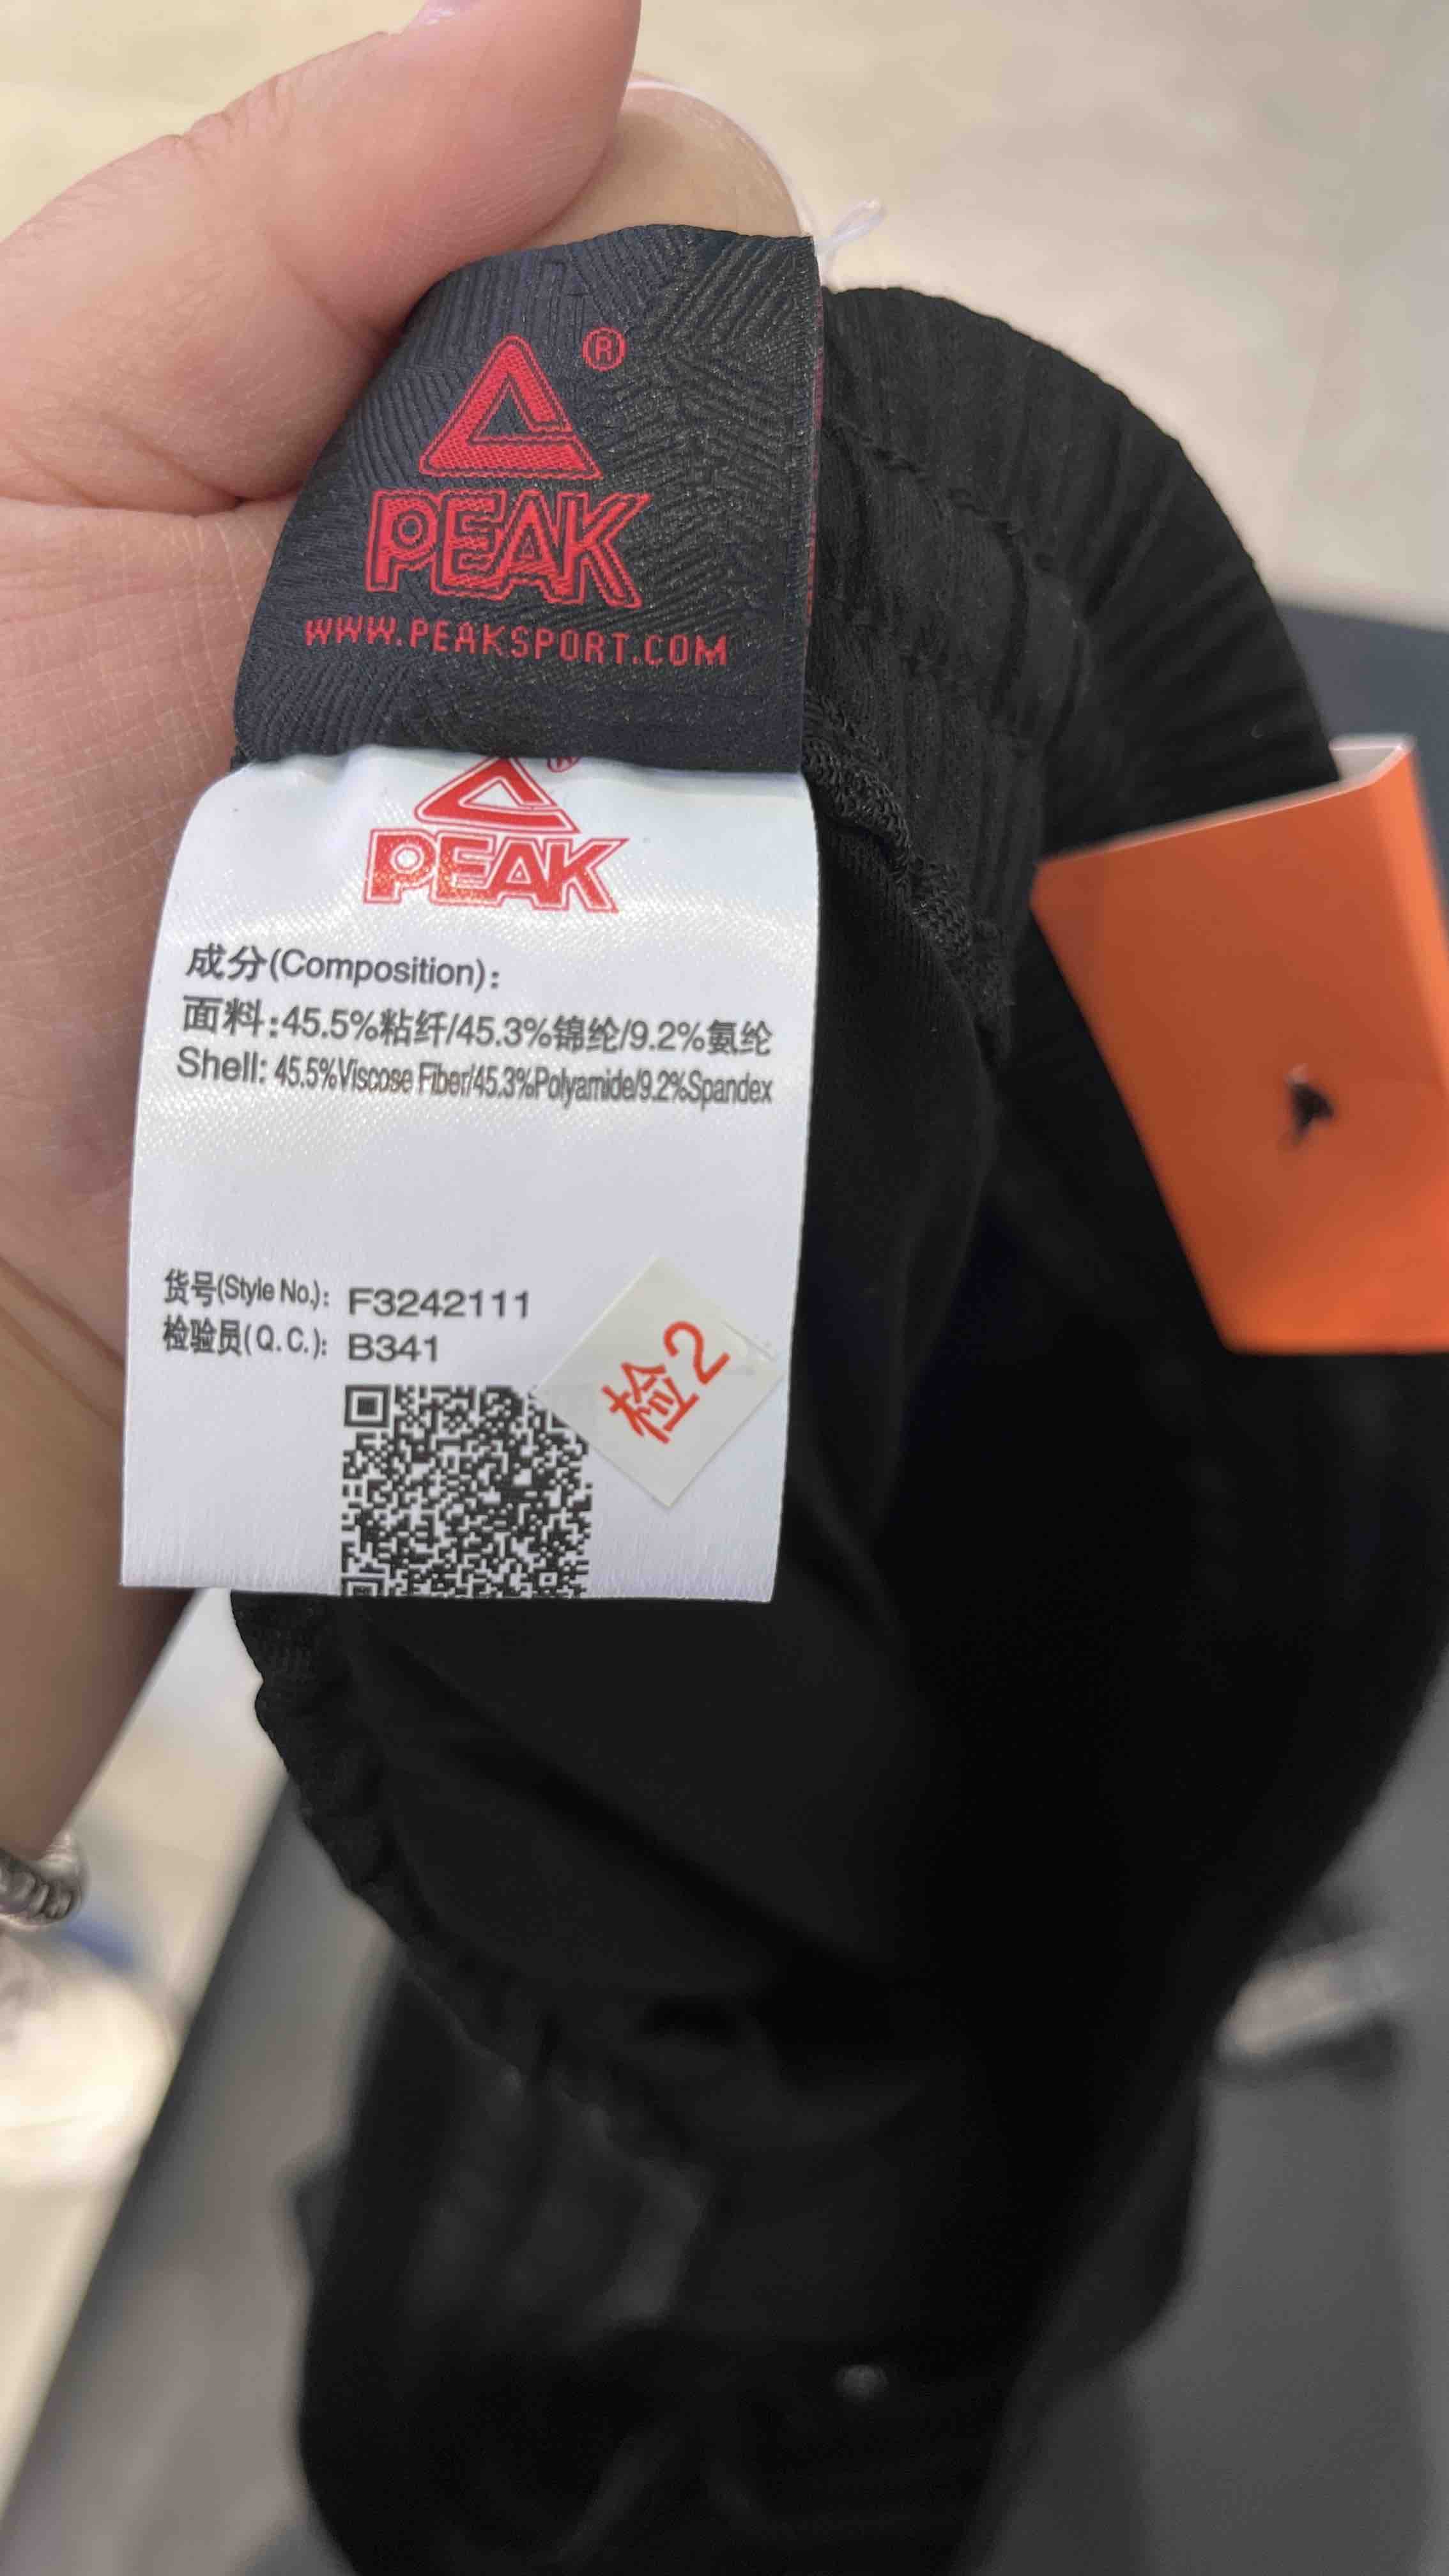 ®
PEAK
WWW.PEAKSPORT.COM
PEAK
成分(Composition):
面料:45.5%粘纤/45.3%锦纶/9.2%氨纶
Shell: 45.5%Viscose Fiber/45.3%Polyamide/9.2%Spandex
货号(Style No.): F3242111
检验员(Q.C.): B341
检2